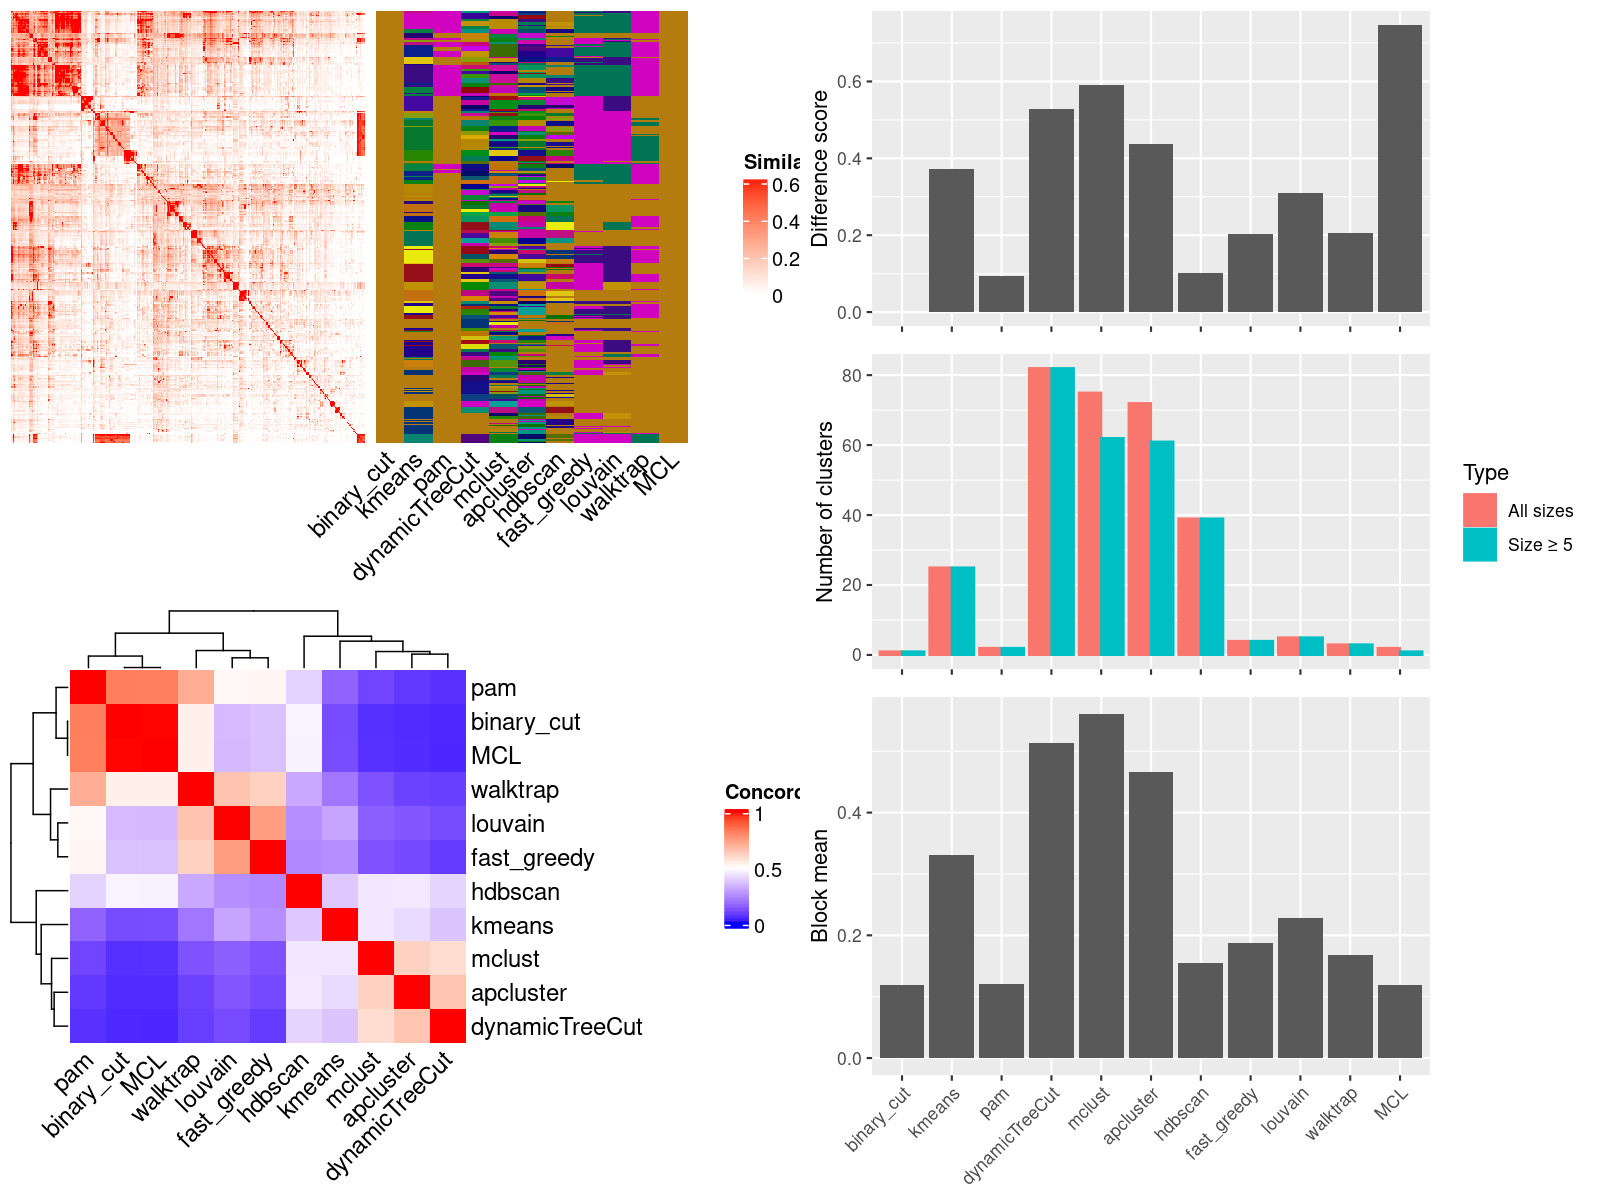 Simila
0.6
0.4
0.2
0
binary_cut
kmeans
pam
dynamicTreeCut
mclust
apcluster
hdbscan
fast_greedy
louvain
walktrap
MCL
Difference score
0.6
0.4
0.2
0.0
Number of clusters
80
60
40
20
0
Type
All sizes
Size ≥ 5
pam
binary_cut
MCL
walktrap
louvain
fast_greedy
hdbscan
kmeans
mclust
apcluster
dynamicTreeCut
pam
binary_cut
MCL
walktrap
louvain
fast_greedy
hdbscan
kmeans
mclust
apcluster
dynamicTreeCut
Concord
1
0.5
0
Block mean
0.4
0.2
0.0
binary_cut
kmeans
pam
dynamicTreeCut
mclust
apcluster
hdbscan
fast_greedy
louvain
walktrap
MCL